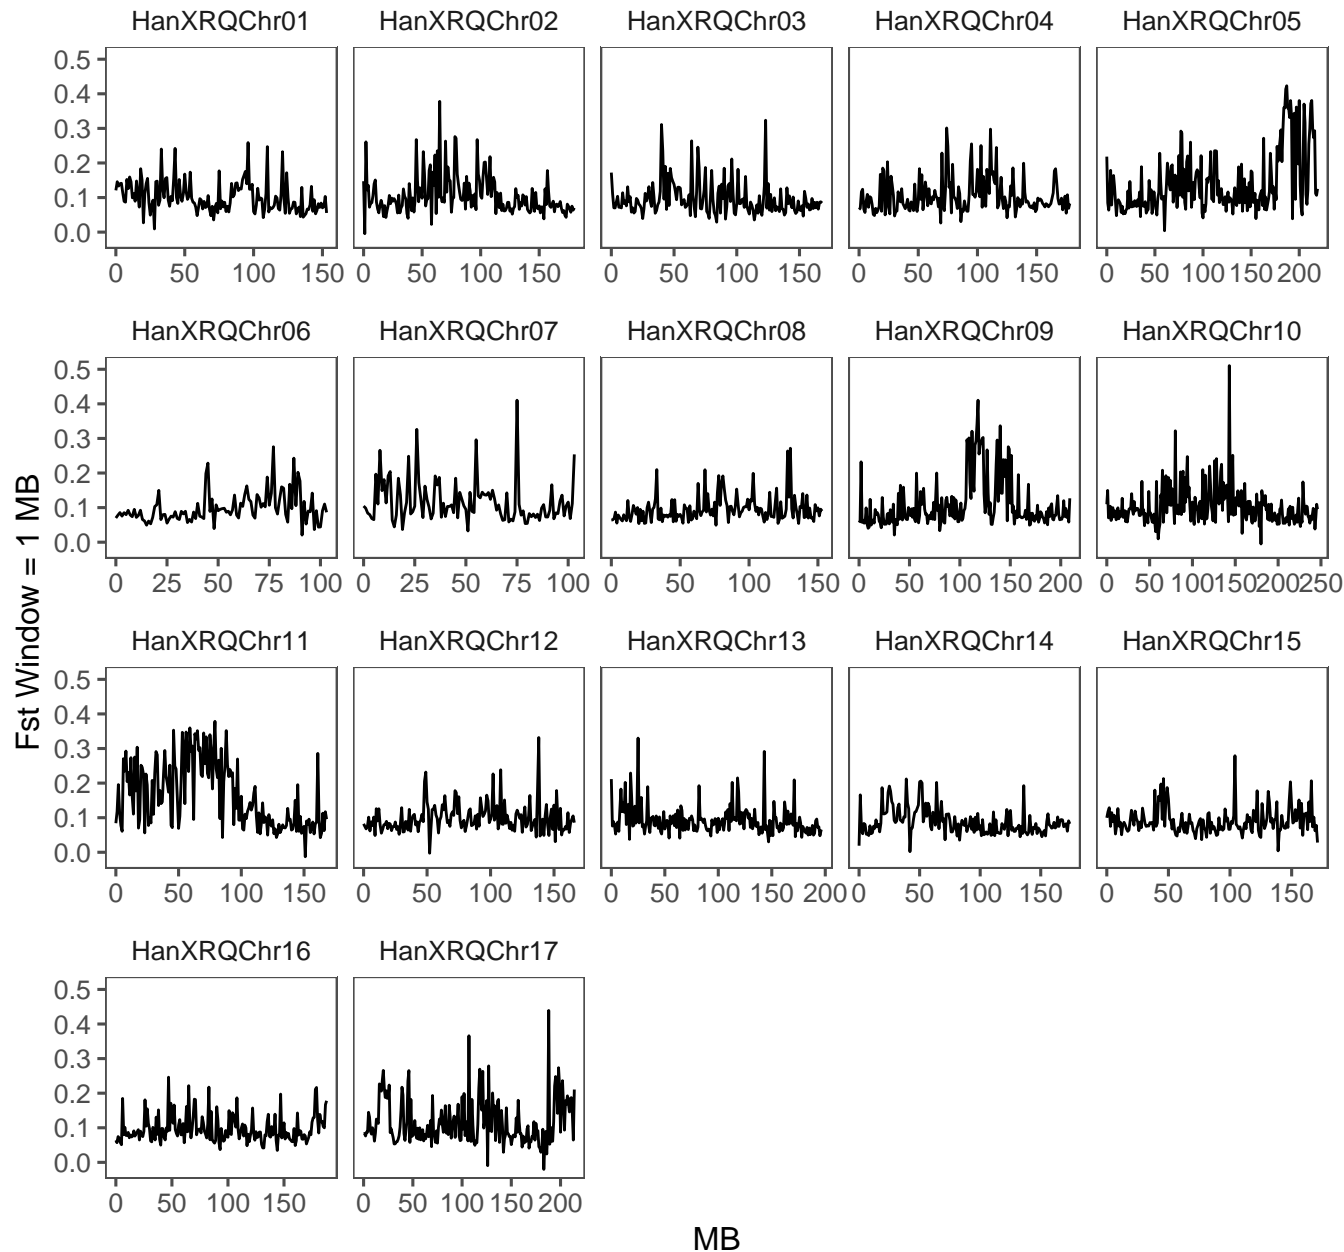 HanXRQChr01 HanXRQChr02 HanXRQChr03 HanXRQChr04 HanXRQChr05
0.5
0.4
0.3
0.2
0.1
0.0
0 50 100 150 0 50 100 150 0 50 100 150 0 50 100 150 0 50 100 150 200
HanXRQChr06 HanXRQChr07 HanXRQChr08 HanXRQChr09 HanXRQChr10
0.5
0.4
0.3
0.2
0.1
0.0
0 25 50 75 100 0 25 50 75 100 0 50 100 150 0 50 100 150 200 0 50 100 150 200 250
Fst Window = 1 MB
HanXRQChr11 HanXRQChr12 HanXRQChr13 HanXRQChr14 HanXRQChr15
0.5
0.4
0.3
0.2
0.1
0.0
0 50 100 150 0 50 100 150 0 50 100 150 200 0 50 100 150 0 50 100 150
HanXRQChr16 HanXRQChr17
0.5
0.4
0.3
0.2
0.1
0.0
0 50 100 150 0 50 100 150 200
MB